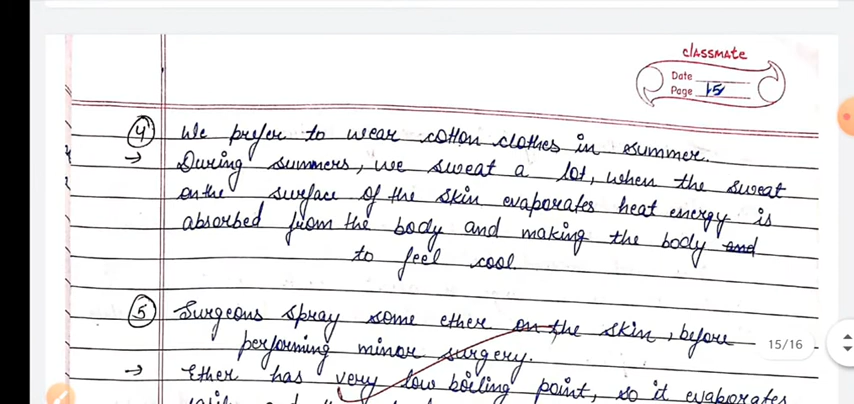 classmate
Date
Page 15
4 We prefer to wear cotton clothes in summer.
→ During summers, we sweat a lot, when the sweat
on the surface of the skin evaporates heat energy is
absorbed from the body and making the body and
to feel cool.
5 Surgeons spray some ether on the skin, before
performing minor surgery.
15/16
→ Ether has very low boiling point, so it evaporates